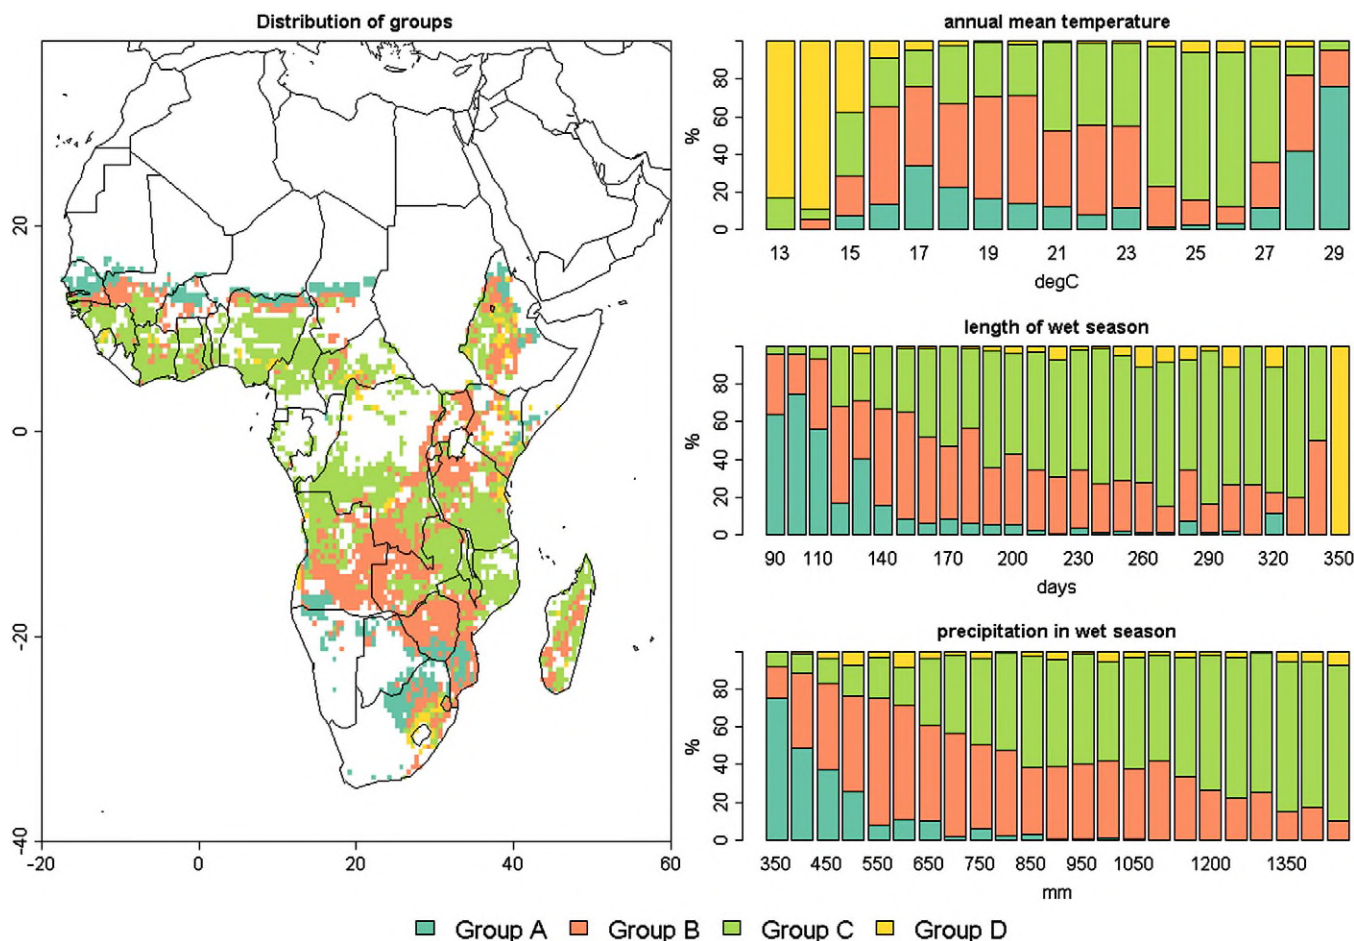 Distribution of groups
20
0
-20
-40
-20 0 20 40 60
annual mean temperature
%
80
60
40
20
0
13 15 17 19 21 23 25 27 29
degC
length of wet season
%
80
60
40
20
0
90 110 140 170 200 230 260 290 320 350
days
precipitation in wet season
%
80
60
40
20
0
350 450 550 650 750 850 950 1050 1200 1350
mm
Group A Group B Group C Group D